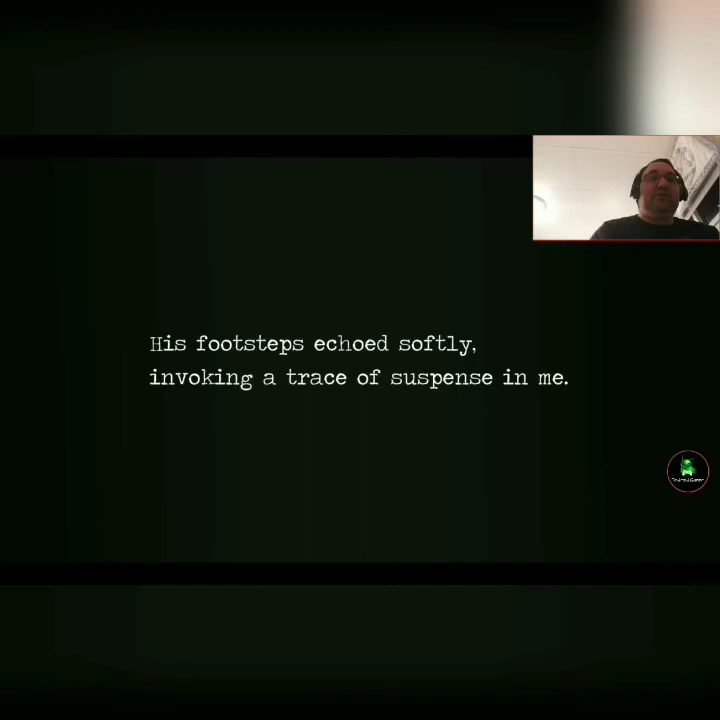 His footsteps echoed softly,
invoking a trace of suspense in me.